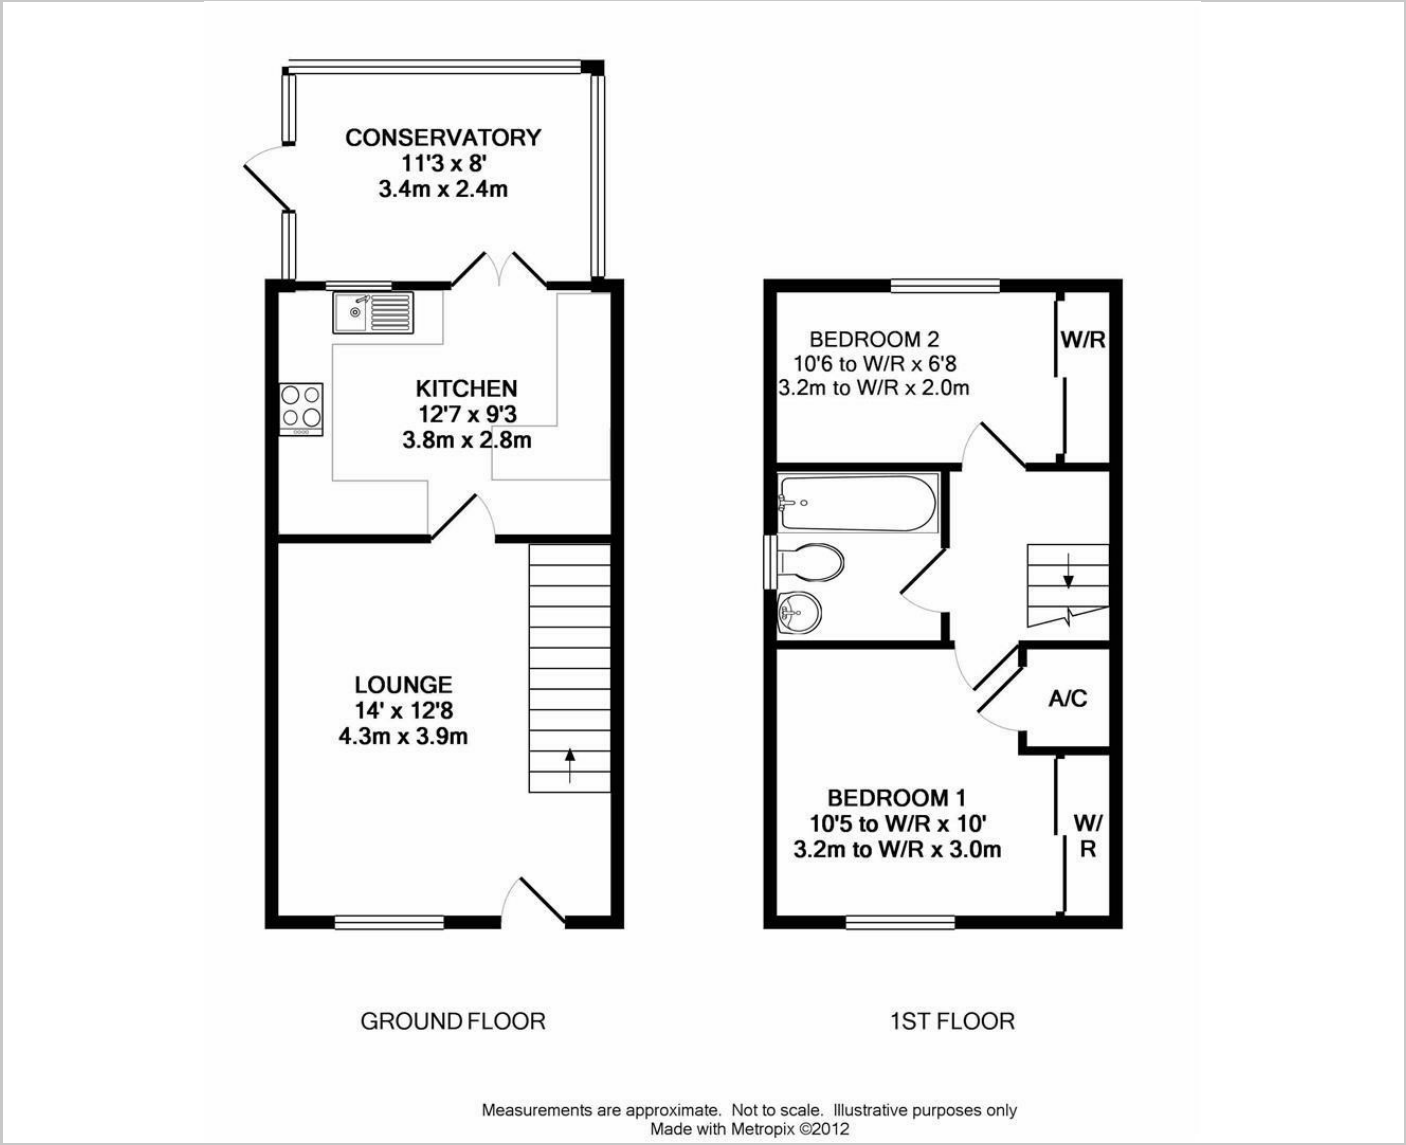 CONSERVATORY
11'3 x 8'
3.4m x 2.4m
KITCHEN
12'7 x 9'3
3.8m x 2.8m
LOUNGE
14' x 12'8
4.3m x 3.9m
GROUND FLOOR
BEDROOM 2
10'6 to W/R x 6'8
3.2m to W/R x 2.0m
W/R
A/C
BEDROOM 1
10'5 to W/R x 10'
3.2m to W/R x 3.0m
W/
R
1ST FLOOR
Measurements are approximate. Not to scale. Illustrative purposes only
Made with Metropix ©2012